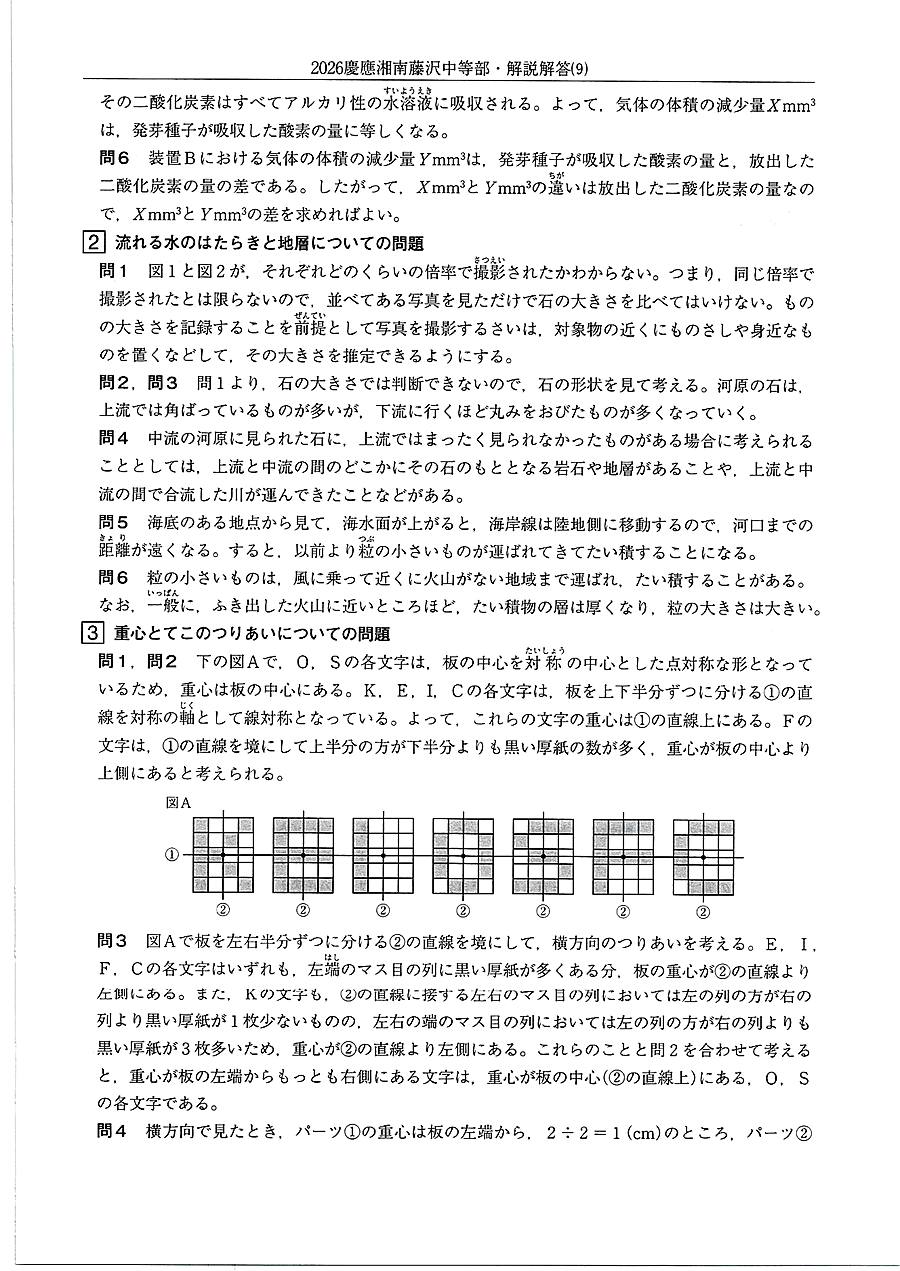 2026慶應湘南藤沢中等部・解説解答(9)
その二酸化炭素はすべてアルカリ性の水溶液に吸収される。よって，気体の体積の減少量Xmm³
は，発芽種子が吸収した酸素の量に等しくなる。
問6　装置Bにおける気体の体積の減少量Ymm³は，発芽種子が吸収した酸素の量と，放出した
二酸化炭素の量の差である。したがって，Xmm³とYmm³の違いは放出した二酸化炭素の量なの
で，Xmm³とYmm³の差を求めればよい。
2 流れる水のはたらきと地層についての問題
問1　図1と図2が，それぞれどのくらいの倍率で撮影されたかわからない。つまり，同じ倍率で
撮影されたとは限らないので，並べてある写真を見ただけで石の大きさを比べてはいけない。もの
の大きさを記録することを前提として写真を撮影するさいは，対象物の近くにものさしや身近なも
のを置くなどして，その大きさを推定できるようにする。
問2，問3　問1より，石の大きさでは判断できないので，石の形状を見て考える。河原の石は，
上流では角ばっているものが多いが，下流に行くほど丸みをおびたものが多くなっていく。
問4　中流の河原に見られた石に，上流ではまったく見られなかったものがある場合に考えられる
こととしては，上流と中流の間のどこかにその石のもととなる岩石や地層があることや，上流と中
流の間で合流した川が運んできたことなどがある。
問5　海底のある地点から見て，海水面が上がると，海岸線は陸地側に移動するので，河口までの
距離が遠くなる。すると，以前より粒の小さいものが運ばれてきてたい積することになる。
問6　粒の小さいものは，風に乗って近くに火山がない地域まで運ばれ，たい積することがある。
なお，一般に，ふき出した火山に近いところほど，たい積物の層は厚くなり，粒の大きさは大きい。
3 重心とてこのつりあいについての問題
問1，問2　下の図Aで，O，Sの各文字は，板の中心を対称の中心とした点対称な形となって
いるため，重心は板の中心にある。K，E，I，Cの各文字は，板を上下半分ずつに分ける①の直
線を対称の軸として線対称となっている。よって，これらの文字の重心は①の直線上にある。Fの
文字は，①の直線を境にして上半分の方が下半分よりも黒い厚紙の数が多く，重心が板の中心より
上側にあると考えられる。
図A
①
② ② ② ② ② ② ②
問3　図Aで板を左右半分ずつに分ける②の直線を境にして，横方向のつりあいを考える。E，I，
F，Cの各文字はいずれも，左端のマス目の列に黒い厚紙が多くある分，板の重心が②の直線より
左側にある。また，Kの文字も，②の直線に接する左右のマス目の列においては左の列の方が右の
列より黒い厚紙が1枚少ないものの，左右の端のマス目の列においては左の列の方が右の列よりも
黒い厚紙が3枚多いため，重心が②の直線より左側にある。これらのことと問2を合わせて考える
と，重心が板の左端からもっとも右側にある文字は，重心が板の中心(②の直線上)にある，O，S
の各文字である。
問4　横方向で見たとき，パーツ①の重心は板の左端から，2÷2＝1(cm)のところ，パーツ②